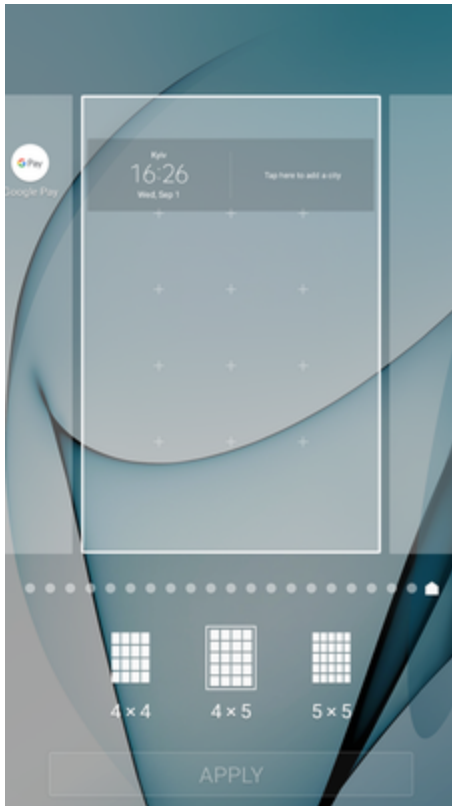 G Pay
Google Pay
Kyiv
16:26
Wed, Sep 1
Tap here to add a city
4×4
4×5
5×5
APPLY